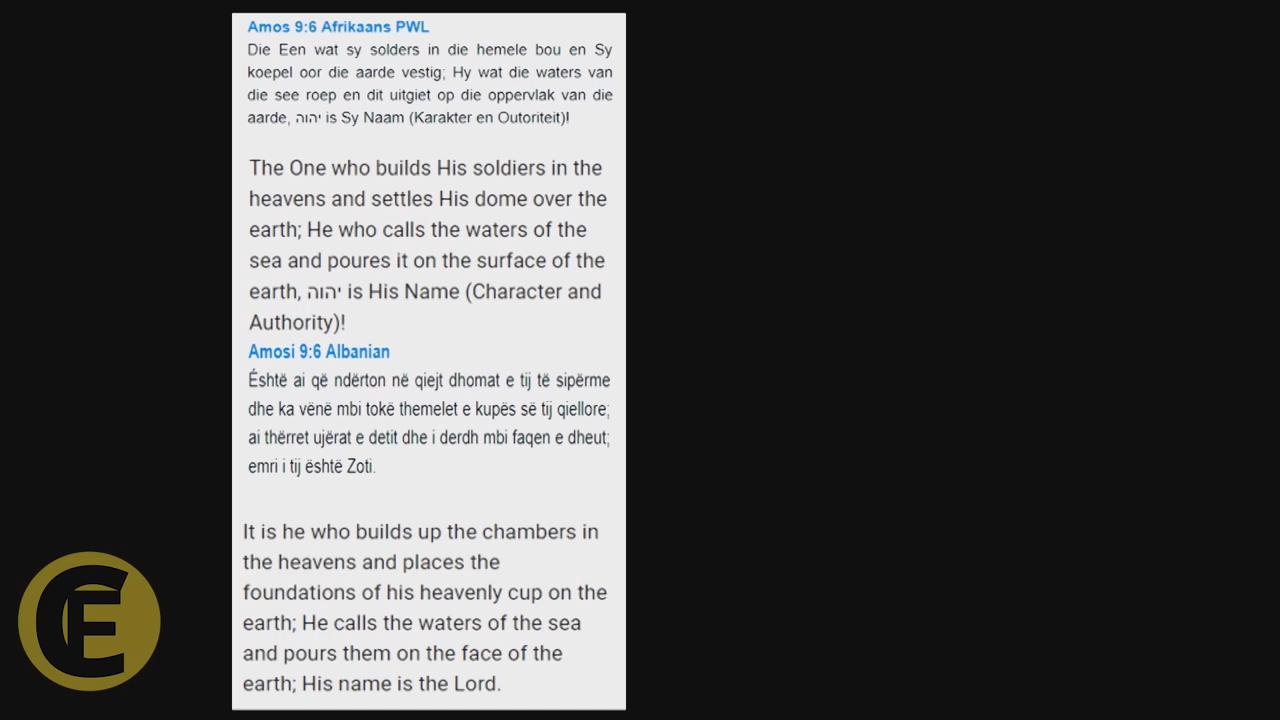 Amos 9:6 Afrikaans PWL
Die Een wat sy solders in die hemele bou en Sy
koepel oor die aarde vestig; Hy wat die waters van
die see roep en dit uitgiet op die oppervlak van die
aarde, יהוה is Sy Naam (Karakter en Outoriteit)!
The One who builds His soldiers in the
heavens and settles His dome over the
earth; He who calls the waters of the
sea and poures it on the surface of the
earth, יהוה is His Name (Character and
Authority)!
Amosi 9:6 Albanian
Éshtë ai që ndërton në qiejt dhomat e tij të sipërme
dhe ka vënë mbi tokë themelet e kupës së tij qiellore;
ai thërret ujërat e detit dhe i derdh mbi faqen e dheut;
emri i tij është Zoti.
It is he who builds up the chambers in
the heavens and places the
foundations of his heavenly cup on the
earth; He calls the waters of the sea
and pours them on the face of the
earth; His name is the Lord.
CF